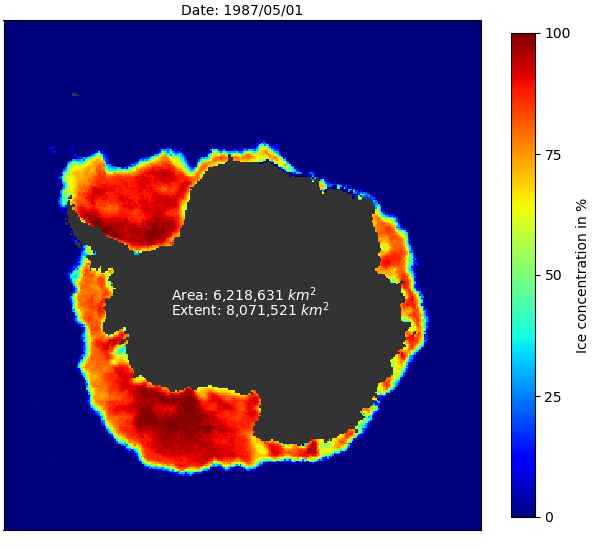 Date: 1987/05/01
100
75
50
25
0
Ice concentration in %
Area: 6,218,631 km²
Extent: 8,071,521 km²